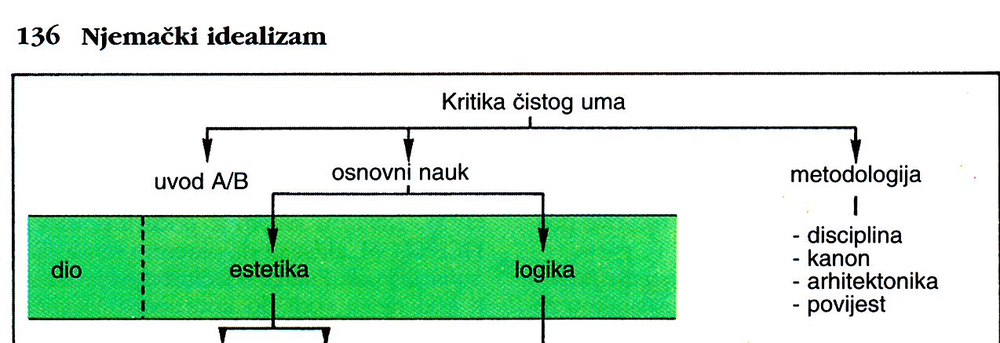 136 Njemački idealizam
Kritika čistog uma
uvod A/B
osnovni nauk
metodologija
dio
estetika
logika
- disciplina
- kanon
- arhitektonika
- povijest